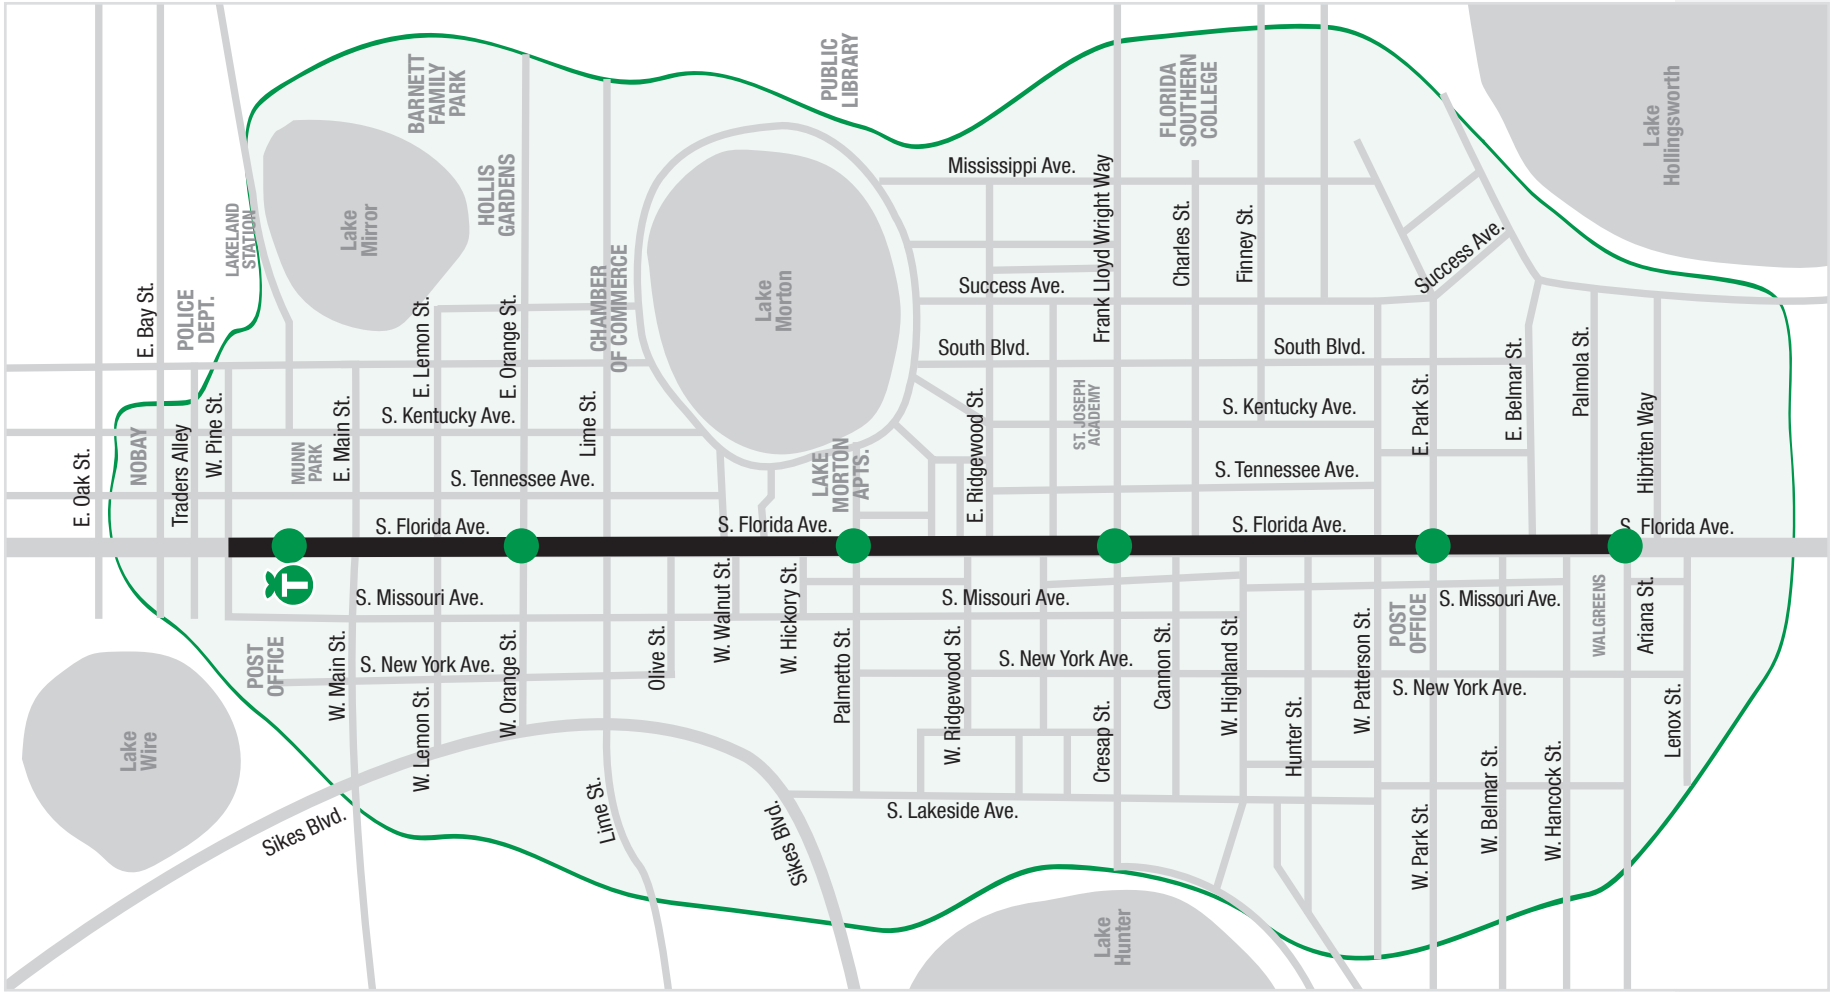 BARNETT
FAMILY
PARK
PUBLIC
LIBRARY
FLORIDA
SOUTHERN
COLLEGE
Lake
Hollingsworth
HOLLIS
GARDENS
Mississippi Ave.
Frank Lloyd Wright Way
Lake
Mirror
LAKELAND
STATION
Charles St.
Finney St.
Success Ave.
CHAMBER
OF COMMERCE
Lake
Morton
Success Ave.
E. Bay St.
POLICE
DEPT.
E. Lemon St.
E. Orange St.
South Blvd.
South Blvd.
E. Belmar St.
Palmola St.
E. Park St.
S. Kentucky Ave.
S. Kentucky Ave.
Lime St.
E. Ridgewood St.
ST. JOSEPH
ACADEMY
Hibriten Way
NOBAY
Traders Alley
W. Pine St.
MUNN
PARK
E. Main St.
E. Oak St.
S. Tennessee Ave.
LAKE
MORTON
APTS.
S. Tennessee Ave.
S. Florida Ave.
S. Florida Ave.
S. Florida Ave.
S. Florida Ave.
T
S. Missouri Ave.
W. Walnut St.
W. Hickory St.
S. Missouri Ave.
S. Missouri Ave.
POST
OFFICE
WALGREENS
Ariana St.
POST
OFFICE
W. Main St.
S. New York Ave.
W. Orange St.
Olive St.
Palmetto St.
W. Ridgewood St.
S. New York Ave.
Cannon St.
W. Highland St.
W. Patterson St.
S. New York Ave.
Lake
Wire
W. Lemon St.
Cresap St.
Hunter St.
Lenox St.
Sikes Blvd.
Lime St.
Sikes Blvd.
S. Lakeside Ave.
W. Park St.
W. Belmar St.
W. Hancock St.
Lake
Hunter